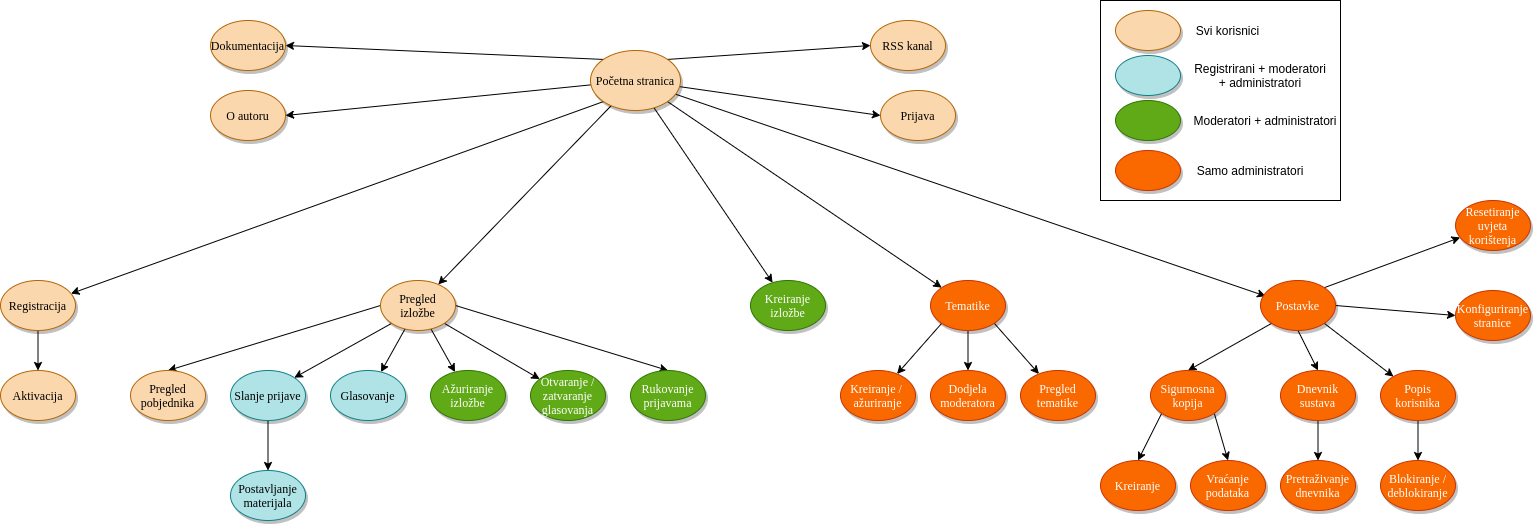 Dokumentacija
Početna stranica
RSS kanal
O autoru
Prijava
Svi korisnici
Registrirani + moderatori
+ administratori
Moderatori + administratori
Samo administratori
Resetiranje
uvjeta
korištenja
Registracija
Pregled
izložbe
Kreiranje
izložbe
Tematike
Postavke
Konfiguriranje
stranice
Aktivacija
Pregled
pobjednika
Slanje prijave
Glasovanje
Ažuriranje
izložbe
Otvaranje /
zatvaranje
glasovanja
Rukovanje
prijavama
Kreiranje /
ažuriranje
Dodjela
moderatora
Pregled
tematike
Sigurnosna
kopija
Dnevnik
sustava
Popis
korisnika
Postavljanje
materijala
Kreiranje
Vraćanje
podataka
Pretraživanje
dnevnika
Blokiranje /
deblokiranje